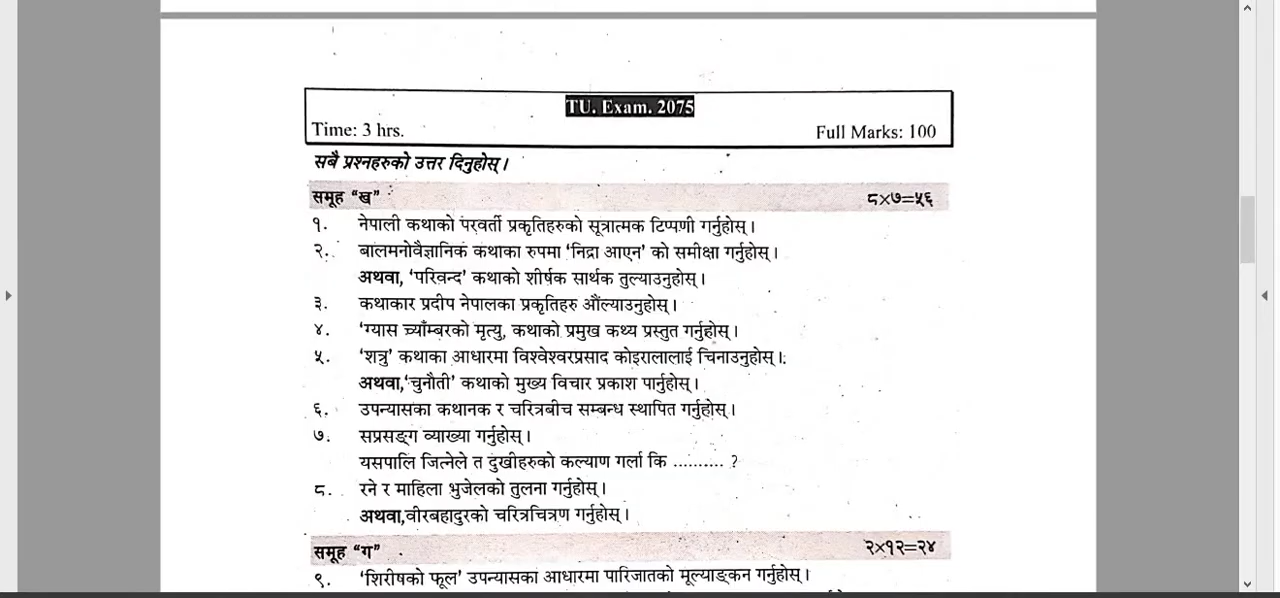 TU. Exam. 2075
Time: 3 hrs. Full Marks: 100
सबै प्रश्नहरुको उत्तर दिनुहोस् ।
समूह “ख” ८×७=५६
१. नेपाली कथाको परवर्ती प्रकृतिहरुको सूत्रात्मक टिप्पणी गर्नुहोस् ।
२. बालमनोवैज्ञानिक कथाका रुपमा ‘निद्रा आएन’ को समीक्षा गर्नुहोस् ।
अथवा, ‘परिवन्द’ कथाको शीर्षक सार्थक तुल्याउनुहोस् ।
३. कथाकार प्रदीप नेपालका प्रकृतिहरु औंल्याउनुहोस् ।
४. ‘ग्यास च्याँम्बरको मृत्यु, कथाको प्रमुख कथ्य प्रस्तुत गर्नुहोस् ।
५. ‘शत्रु’ कथाका आधारमा विश्वेश्वरप्रसाद कोइरालालाई चिनाउनुहोस् ।
अथवा,‘चुनौती’ कथाको मुख्य विचार प्रकाश पार्नुहोस् ।
६. उपन्यासका कथानक र चरित्रबीच सम्बन्ध स्थापित गर्नुहोस् ।
७. सप्रसङ्ग व्याख्या गर्नुहोस् ।
यसपालि जित्नेले त दुखीहरुको कल्याण गर्ला कि .......... ?
८. रने र माहिला भुजेलको तुलना गर्नुहोस् ।
अथवा,वीरबहादुरको चरित्रचित्रण गर्नुहोस् ।
समूह “ग” २×१२=२४
९. ‘शिरीषको फूल’ उपन्यासका आधारमा पारिजातको मूल्याङ्कन गर्नुहोस् ।